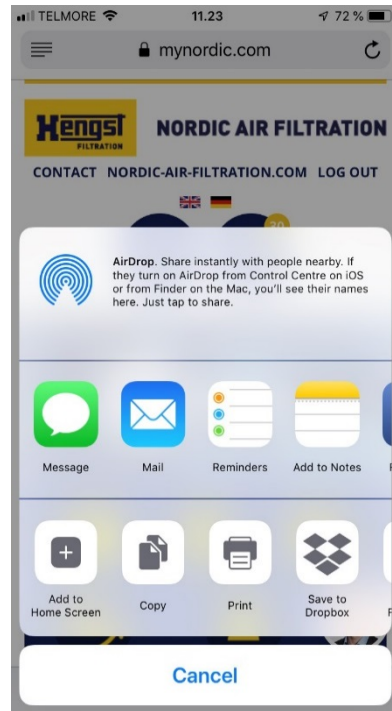 TELMORE 11.23 72 %
mynordic.com
Hengst
FILTRATION
NORDIC AIR FILTRATION
CONTACT NORDIC-AIR-FILTRATION.COM LOG OUT
30
AirDrop. Share instantly with people nearby. If
they turn on AirDrop from Control Centre on iOS
or from Finder on the Mac, you'll see their names
here. Just tap to share.
Message Mail Reminders Add to Notes
Add to
Home Screen
Copy
Print
Save to
Dropbox
Cancel